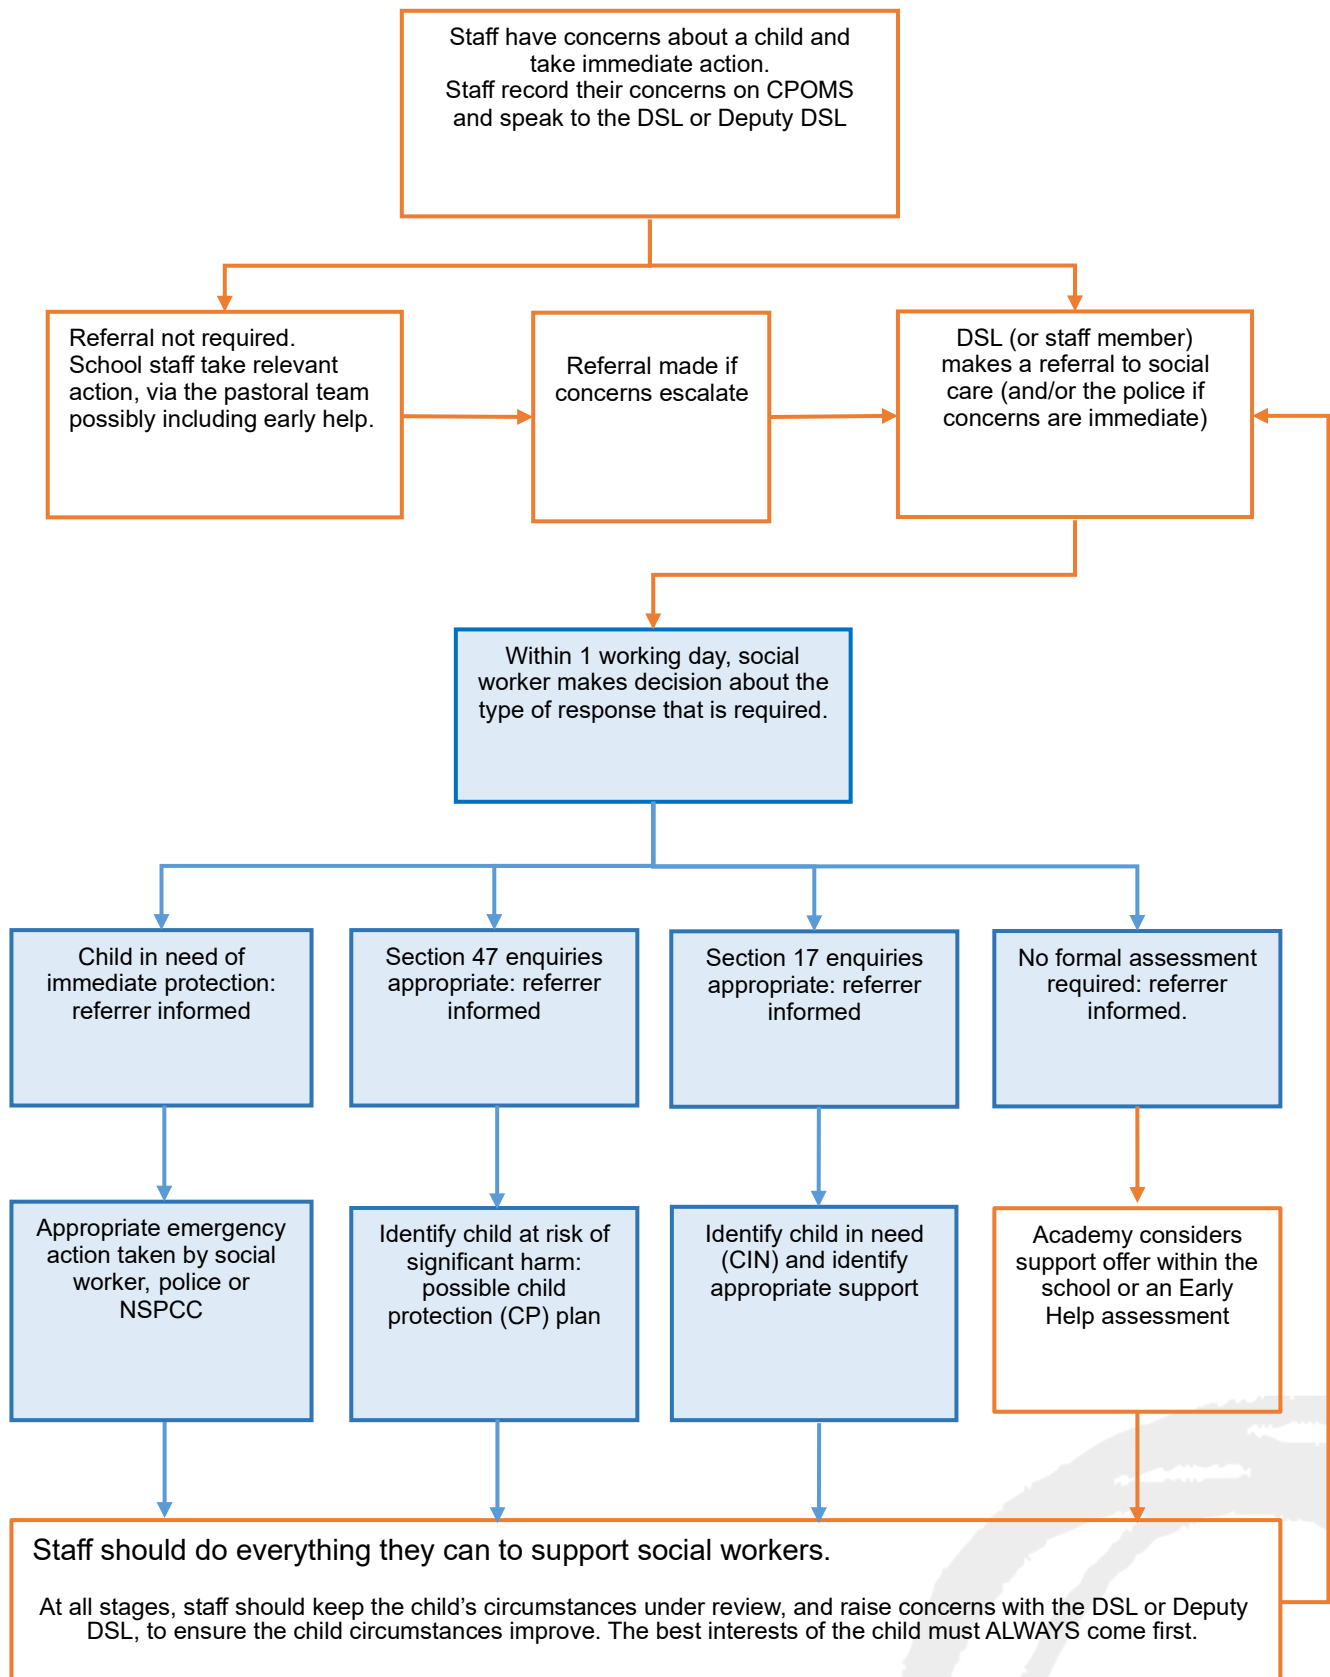 Staff have concerns about a child and
take immediate action.
Staff record their concerns on CPOMS
and speak to the DSL or Deputy DSL
Referral not required.
School staff take relevant
action, via the pastoral team
possibly including early help.
Referral made if
concerns escalate
DSL (or staff member)
makes a referral to social
care (and/or the police if
concerns are immediate)
Within 1 working day, social
worker makes decision about the
type of response that is required.
Child in need of
immediate protection:
referrer informed
Section 47 enquiries
appropriate: referrer
informed
Section 17 enquiries
appropriate: referrer
informed
No formal assessment
required: referrer
informed.
Appropriate emergency
action taken by social
worker, police or
NSPCC
Identify child at risk of
significant harm:
possible child
protection (CP) plan
Identify child in need
(CIN) and identify
appropriate support
Academy considers
support offer within the
school or an Early
Help assessment
Staff should do everything they can to support social workers.
At all stages, staff should keep the child’s circumstances under review, and raise concerns with the DSL or Deputy
DSL, to ensure the child circumstances improve. The best interests of the child must ALWAYS come first.